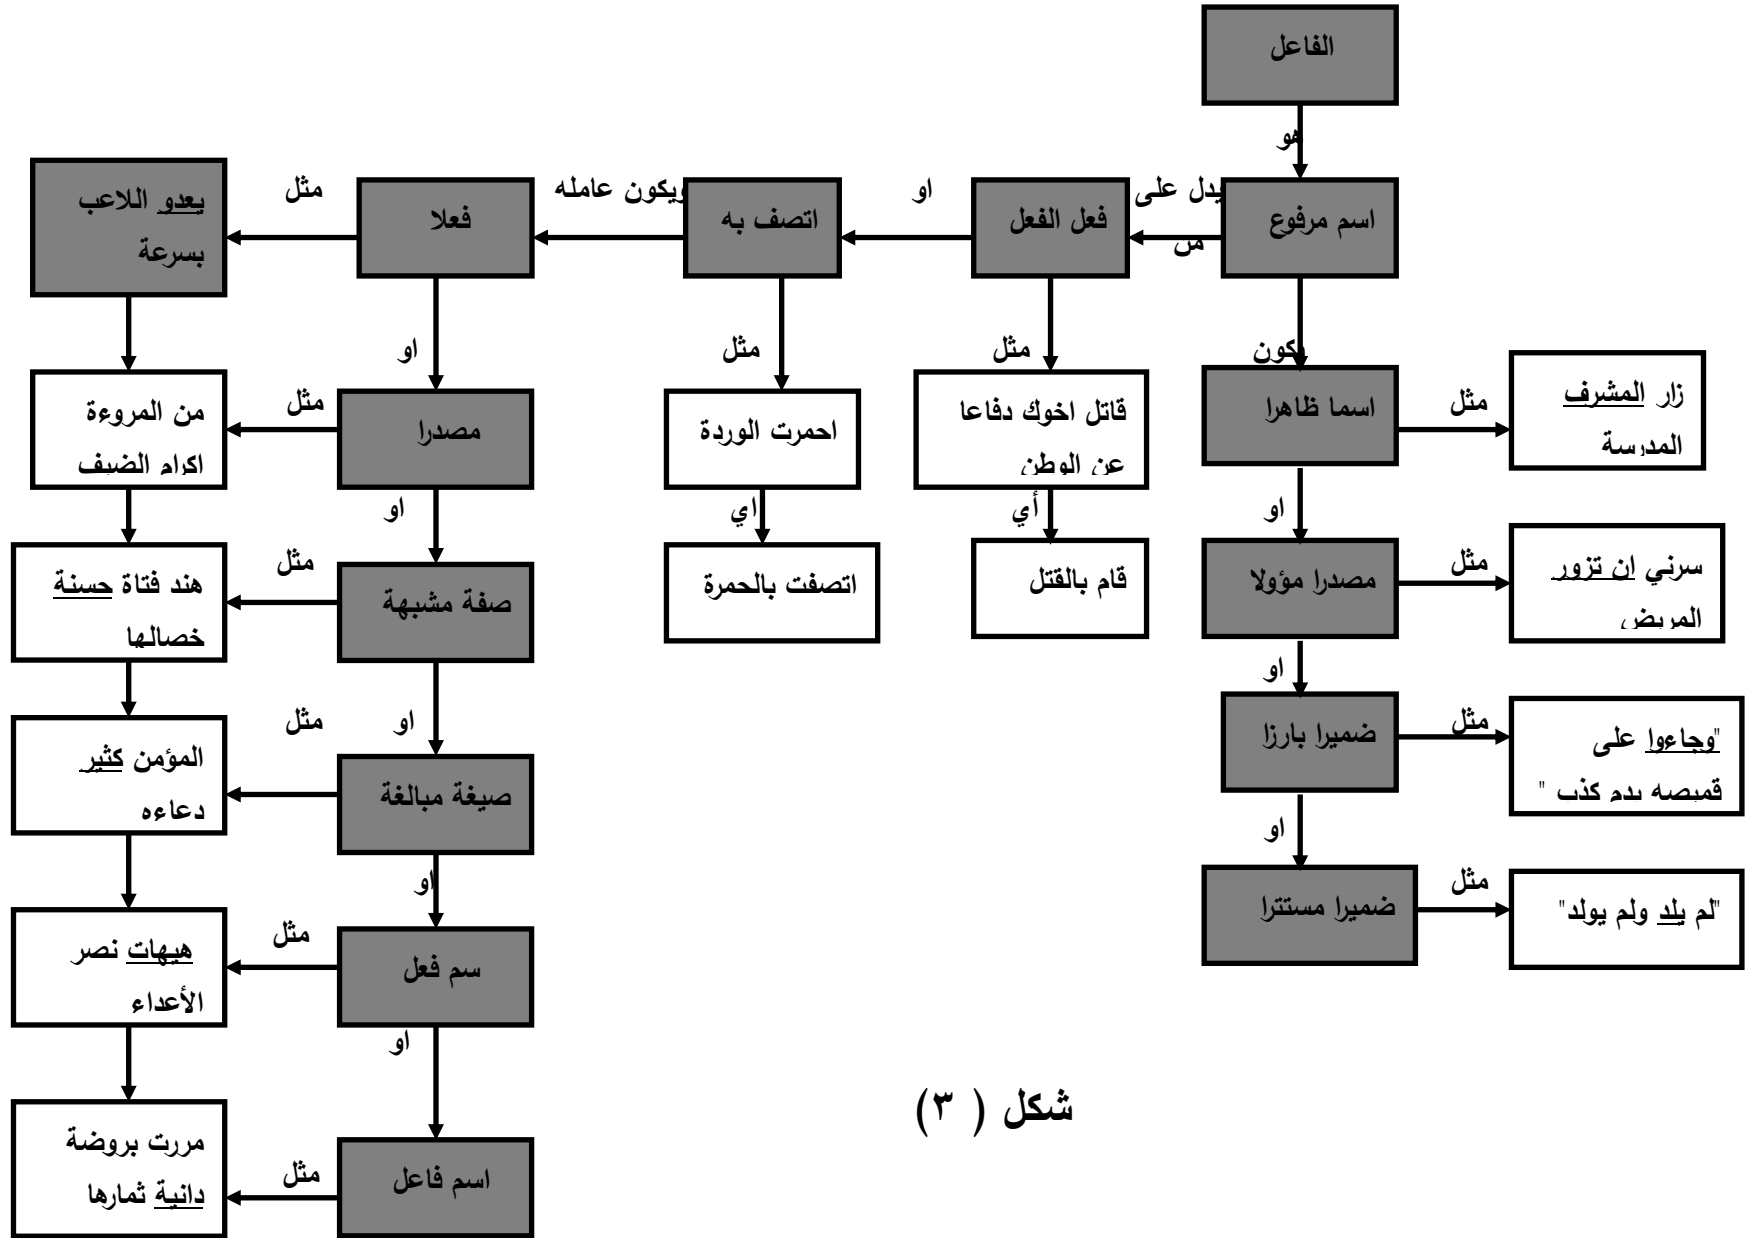 الفاعل
هو
اسم مرفوع
يدل على
من
فعل الفعل
او
اتصف به
ويكون عامله
فعلا
مثل
يعدو اللاعب
بسرعة
يكون
اسما ظاهرا
مثل
زار المشرف
المدرسة
او
مصدرا مؤولا
مثل
سرني ان تزور
المريض
او
ضميرا بارزا
مثل
"وجاءوا على
قميصه بدم كذب "
او
ضميرا مستترا
مثل
"لم يلد ولم يولد"
مثل
قاتل اخوك دفاعا
عن الوطن
أي
قام بالقتل
مثل
احمرت الوردة
اي
اتصفت بالحمرة
او
مصدرا
مثل
من المروءة
اكرام الضيف
او
صفة مشبهة
مثل
هند فتاة حسنة
خصالها
او
صيغة مبالغة
مثل
المؤمن كثير
دعاءه
او
سم فعل
مثل
هيهات نصر
الأعداء
او
اسم فاعل
مثل
مررت بروضة
دانية ثمارها
شكل ( ٣)